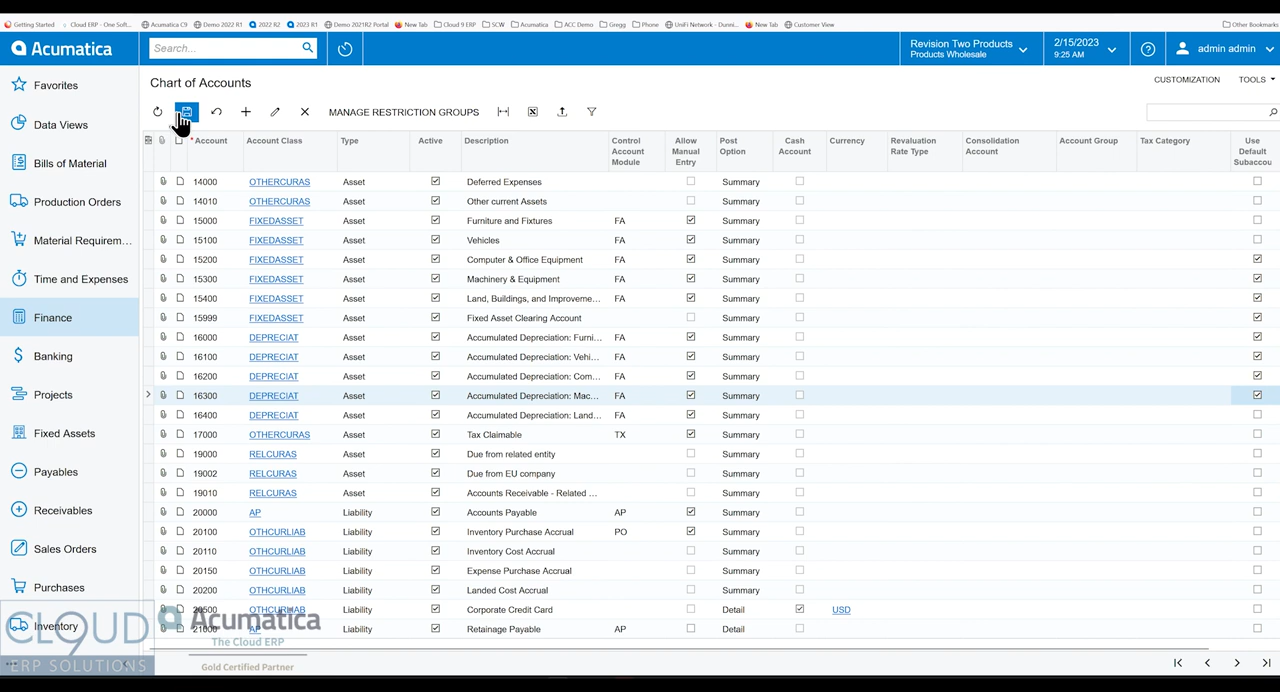 Getting Started Cloud ERP - One Soft... Acumatica C9 Demo 2022 R1 2022 R2 2023 R1 Demo 2021R2 Portal New Tab Cloud 9 ERP SCW Acumatica ACC Demo Gregg Phone UniFi Network - Dunni... New Tab Customer View Other Bookmarks
Acumatica Search... Revision Two Products Products Wholesale 2/15/2023 9:25 AM admin admin
Favorites
Data Views
Bills of Material
Production Orders
Material Requirem...
Time and Expenses
Finance
Banking
Projects
Fixed Assets
Payables
Receivables
Sales Orders
Purchases
Inventory
Chart of Accounts CUSTOMIZATION TOOLS
MANAGE RESTRICTION GROUPS
* Account Account Class Type Active Description Control Account Module Allow Manual Entry Post Option Cash Account Currency Revaluation Rate Type Consolidation Account Account Group Tax Category Use Default Subaccou
14000 OTHERCURAS Asset Deferred Expenses Summary
14010 OTHERCURAS Asset Other current Assets Summary
15000 FIXEDASSET Asset Furniture and Fixtures FA Summary
15100 FIXEDASSET Asset Vehicles FA Summary
15200 FIXEDASSET Asset Computer & Office Equipment FA Summary
15300 FIXEDASSET Asset Machinery & Equipment FA Summary
15400 FIXEDASSET Asset Land, Buildings, and Improveme... FA Summary
15999 FIXEDASSET Asset Fixed Asset Clearing Account Summary
16000 DEPRECIAT Asset Accumulated Depreciation: Furni... FA Summary
16100 DEPRECIAT Asset Accumulated Depreciation: Vehi... FA Summary
16200 DEPRECIAT Asset Accumulated Depreciation: Com... FA Summary
16300 DEPRECIAT Asset Accumulated Depreciation: Mac... FA Summary
16400 DEPRECIAT Asset Accumulated Depreciation: Land... FA Summary
17000 OTHERCURAS Asset Tax Claimable TX Summary
19000 RELCURAS Asset Due from related entity Summary
19002 RELCURAS Asset Due from EU company Summary
19010 RELCURAS Asset Accounts Receivable - Related ... Summary
20000 AP Liability Accounts Payable AP Summary
20100 OTHCURLIAB Liability Inventory Purchase Accrual PO Summary
20110 OTHCURLIAB Liability Inventory Cost Accrual Summary
20150 OTHCURLIAB Liability Expense Purchase Accrual Summary
20200 OTHCURLIAB Liability Landed Cost Accrual Summary
20500 OTHCURLIAB Liability Corporate Credit Card Detail USD
21000 AP Liability Retainage Payable AP Detail
CLOUD
ERP SOLUTIONS
Acumatica
The Cloud ERP
Gold Certified Partner